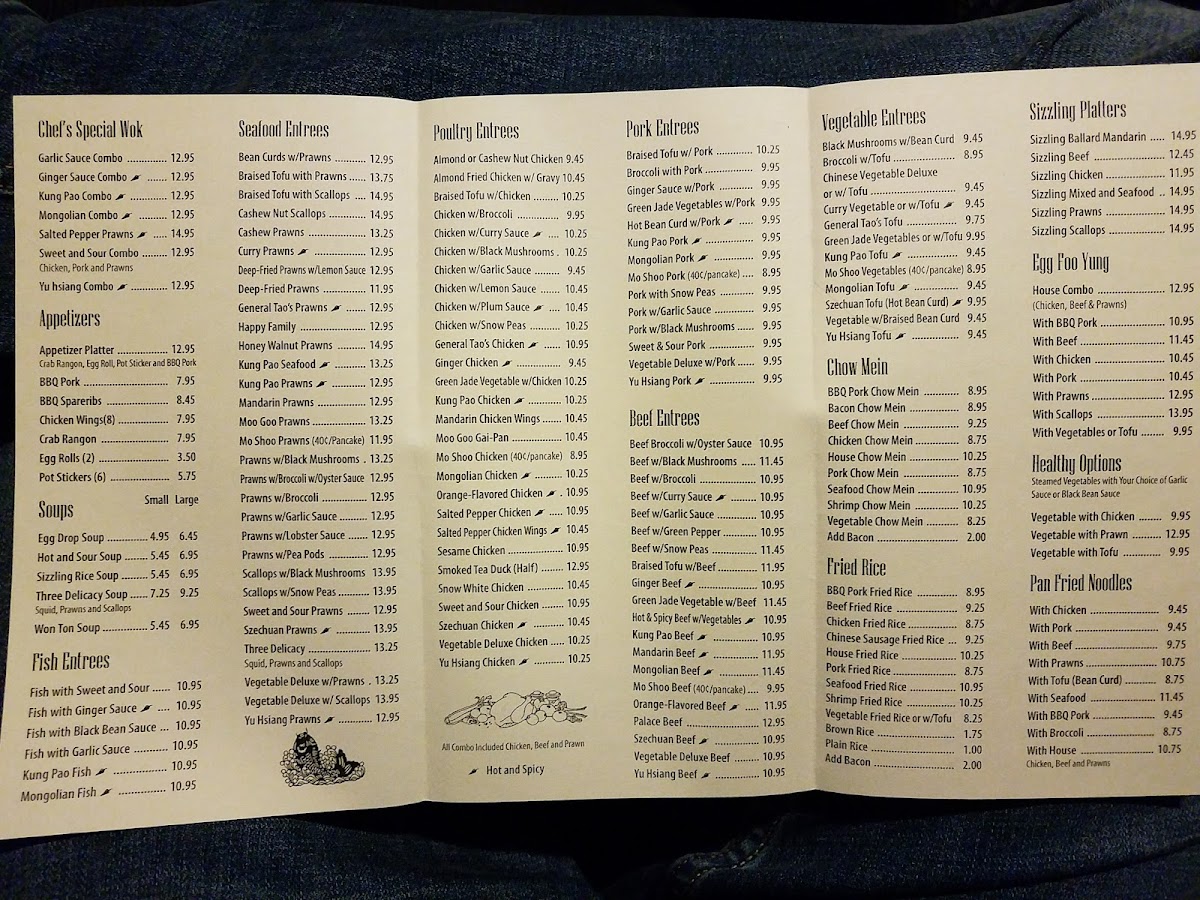 Chef's Special Wok
Garlic Sauce Combo .............. 12.95
Ginger Sauce Combo ....... 12.95
Kung Pao Combo .............. 12.95
Mongolian Combo ............ 12.95
Salted Pepper Prawns ...... 14.95
Sweet and Sour Combo ......... 12.95
Chicken, Pork and Prawns
Yu hsiang Combo .............. 12.95
Appetizers
Appetizer Platter .................. 12.95
Crab Rangon, Egg Roll, Pot Sticker and BBQ Pork
BBQ Pork ............................ 7.95
BBQ Spareribs ...................... 8.45
Chicken Wings(8) .................. 7.95
Crab Rangon ........................ 7.95
Egg Rolls (2) ....................... 3.50
Pot Stickers (6) .................... 5.75
Small Large
Soups
Egg Drop Soup ............. 4.95 6.45
Hot and Sour Soup ....... 5.45 6.95
Sizzling Rice Soup ........ 5.45 6.95
Three Delicacy Soup ..... 7.25 9.25
Squid, Prawns and Scallops
Won Ton Soup .............. 5.45 6.95
Fish Entrees
Fish with Sweet and Sour ...... 10.95
Fish with Ginger Sauce .... 10.95
Fish with Black Bean Sauce ... 10.95
Fish with Garlic Sauce .......... 10.95
Kung Pao Fish ................ 10.95
Mongolian Fish ............... 10.95
Seafood Entrees
Bean Curds w/Prawns .......... 12.95
Braised Tofu with Prawns ...... 13.75
Braised Tofu with Scallops .... 14.95
Cashew Nut Scallops ............ 14.95
Cashew Prawns ................... 13.25
Curry Prawns .................. 12.95
Deep-Fried Prawns w/Lemon Sauce 12.95
Deep-Fried Prawns ............... 11.95
General Tao's Prawns ...... 12.95
Happy Family ..................... 12.95
Honey Walnut Prawns .......... 14.95
Kung Pao Seafood ........... 13.25
Kung Pao Prawns ............ 12.95
Mandarin Prawns ................ 12.95
Moo Goo Prawns ................ 13.25
Mo Shoo Prawns (40¢/Pancake) 11.95
Prawns w/Black Mushrooms . 13.25
Prawns w/Broccoli w/Oyster Sauce 12.95
Prawns w/Broccoli ............... 12.95
Prawns w/Garlic Sauce ......... 12.95
Prawns w/Lobster Sauce ....... 12.95
Prawns w/Pea Pods ............. 12.95
Scallops w/Black Mushrooms 13.95
Scallops w/Snow Peas .......... 13.95
Sweet and Sour Prawns ........ 12.95
Szechuan Prawns ............ 13.95
Three Delicacy .................... 13.25
Squid, Prawns and Scallops
Vegetable Deluxe w/Prawns . 13.25
Vegetable Deluxe w/ Scallops 13.95
Yu Hsiang Prawns ........... 12.95
Poultry Entrees
Almond or Cashew Nut Chicken 9.45
Almond Fried Chicken w/ Gravy 10.45
Braised Tofu w/Chicken ........ 10.25
Chicken w/Broccoli ............... 9.95
Chicken w/Curry Sauce .... 10.25
Chicken w/Black Mushrooms . 10.25
Chicken w/Garlic Sauce ......... 9.45
Chicken w/Lemon Sauce ...... 10.45
Chicken w/Plum Sauce .... 10.45
Chicken w/Snow Peas .......... 10.25
General Tao's Chicken ..... 10.95
Ginger Chicken ................ 9.45
Green Jade Vegetable w/Chicken 10.25
Kung Pao Chicken ........... 10.25
Mandarin Chicken Wings ...... 10.45
Moo Goo Gai-Pan ............... 10.45
Mo Shoo Chicken (40¢/pancake) 8.95
Mongolian Chicken .......... 10.25
Orange-Flavored Chicken . 10.95
Salted Pepper Chicken ..... 10.95
Salted Pepper Chicken Wings 10.45
Sesame Chicken ................. 10.95
Smoked Tea Duck (Half) ........ 12.95
Snow White Chicken ............ 10.45
Sweet and Sour Chicken ....... 10.95
Szechuan Chicken ........... 10.45
Vegetable Deluxe Chicken ..... 10.25
Yu Hsiang Chicken .......... 10.25
All Combo Included Chicken, Beef and Prawn
Hot and Spicy
Pork Entrees
Braised Tofu w/ Pork ............ 10.25
Broccoli with Pork ................ 9.95
Ginger Sauce w/Pork ............ 9.95
Green Jade Vegetables w/Pork 9.95
Hot Bean Curd w/Pork ...... 9.95
Kung Pao Pork ................ 9.95
Mongolian Pork ............... 9.95
Mo Shoo Pork (40¢/pancake) .... 8.95
Pork with Snow Peas ............ 9.95
Pork w/Garlic Sauce ............. 9.95
Pork w/Black Mushrooms ...... 9.95
Sweet & Sour Pork ............... 9.95
Vegetable Deluxe w/Pork ....... 9.95
Yu Hsiang Pork ............... 9.95
Beef Entrees
Beef Broccoli w/Oyster Sauce 10.95
Beef w/Black Mushrooms ..... 11.45
Beef w/Broccoli .................. 10.95
Beef w/Curry Sauce ......... 10.95
Beef w/Garlic Sauce ............ 10.95
Beef w/Green Pepper .......... 10.95
Beef w/Snow Peas .............. 11.45
Braised Tofu w/Beef ............ 11.95
Ginger Beef .................... 10.95
Green Jade Vegetable w/Beef 11.45
Hot & Spicy Beef w/Vegetables 10.95
Kung Pao Beef ................ 10.95
Mandarin Beef ................ 11.95
Mongolian Beef ............... 11.45
Mo Shoo Beef (40¢/pancake) .... 9.95
Orange-Flavored Beef ...... 11.95
Palace Beef ....................... 12.95
Szechuan Beef ................ 10.95
Vegetable Deluxe Beef ......... 10.95
Yu Hsiang Beef ............... 10.95
Vegetable Entrees
Black Mushrooms w/Bean Curd 9.45
Broccoli w/Tofu ................... 8.95
Chinese Vegetable Deluxe
or w/ Tofu ......................... 9.45
Curry Vegetable or w/Tofu 9.45
General Tao's Tofu ............... 9.75
Green Jade Vegetables or w/Tofu 9.95
Kung Pao Tofu ................ 9.45
Mo Shoo Vegetables (40¢/pancake) 8.95
Mongolian Tofu ............... 9.45
Szechuan Tofu (Hot Bean Curd) 9.95
Vegetable w/Braised Bean Curd 9.45
Yu Hsiang Tofu ............... 9.45
Chow Mein
BBQ Pork Chow Mein ........... 8.95
Bacon Chow Mein ................ 8.95
Beef Chow Mein .................. 9.25
Chicken Chow Mein .............. 8.75
House Chow Mein ............... 10.25
Pork Chow Mein .................. 8.75
Seafood Chow Mein ............. 10.95
Shrimp Chow Mein .............. 10.25
Vegetable Chow Mein ........... 8.25
Add Bacon ......................... 2.00
Fried Rice
BBQ Pork Fried Rice ............. 8.95
Beef Fried Rice ................... 9.25
Chicken Fried Rice ............... 8.75
Chinese Sausage Fried Rice ... 9.25
House Fried Rice ................. 10.25
Pork Fried Rice ................... 8.75
Seafood Fried Rice .............. 10.95
Shrimp Fried Rice ................ 10.25
Vegetable Fried Rice or w/Tofu 8.25
Brown Rice ........................ 1.75
Plain Rice .......................... 1.00
Add Bacon ......................... 2.00
Sizzling Platters
Sizzling Ballard Mandarin ..... 14.95
Sizzling Beef ...................... 12.45
Sizzling Chicken .................. 11.95
Sizzling Mixed and Seafood .. 14.95
Sizzling Prawns .................. 14.95
Sizzling Scallops ................. 14.95
Egg Foo Yung
House Combo .................... 12.95
(Chicken, Beef & Prawns)
With BBQ Pork ................... 10.95
With Beef .......................... 11.45
With Chicken ..................... 10.45
With Pork .......................... 10.45
With Prawns ...................... 12.95
With Scallops ..................... 13.95
With Vegetables or Tofu ....... 9.95
Healthy Options
Steamed Vegetables with Your Choice of Garlic
Sauce or Black Bean Sauce
Vegetable with Chicken ........ 9.95
Vegetable with Prawn .......... 12.95
Vegetable with Tofu ............. 9.95
Pan Fried Noodles
With Chicken ...................... 9.45
With Pork .......................... 9.45
With Beef .......................... 9.75
With Prawns ...................... 10.75
With Tofu (Bean Curd) .......... 8.75
With Seafood ..................... 11.45
With BBQ Pork .................... 9.45
With Broccoli ...................... 8.75
With House ....................... 10.75
Chicken, Beef and Prawns